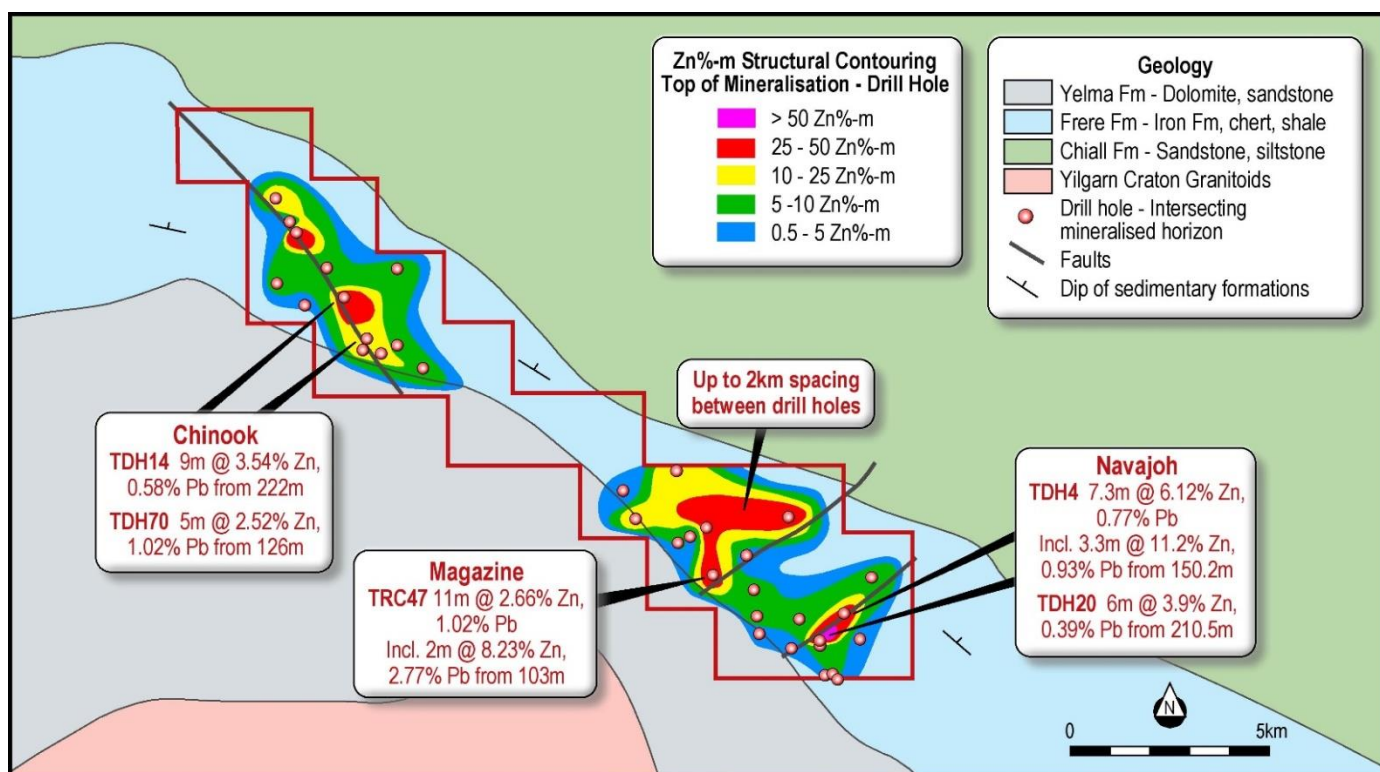 Zn%-m Structural Contouring
Top of Mineralisation - Drill Hole
> 50 Zn%-m
25 - 50 Zn%-m
10 - 25 Zn%-m
5 -10 Zn%-m
0.5 - 5 Zn%-m
Geology
Yelma Fm - Dolomite, sandstone
Frere Fm - Iron Fm, chert, shale
Chiall Fm - Sandstone, siltstone
Yilgarn Craton Granitoids
Drill hole - Intersecting
mineralised horizon
Faults
Dip of sedimentary formations
Up to 2km spacing
between drill holes
Chinook
TDH14 9m @ 3.54% Zn,
0.58% Pb from 222m
TDH70 5m @ 2.52% Zn,
1.02% Pb from 126m
Magazine
TRC47 11m @ 2.66% Zn,
1.02% Pb
Incl. 2m @ 8.23% Zn,
2.77% Pb from 103m
Navajoh
TDH4 7.3m @ 6.12% Zn,
0.77% Pb
Incl. 3.3m @ 11.2% Zn,
0.93% Pb from 150.2m
TDH20 6m @ 3.9% Zn,
0.39% Pb from 210.5m
N
0 5km